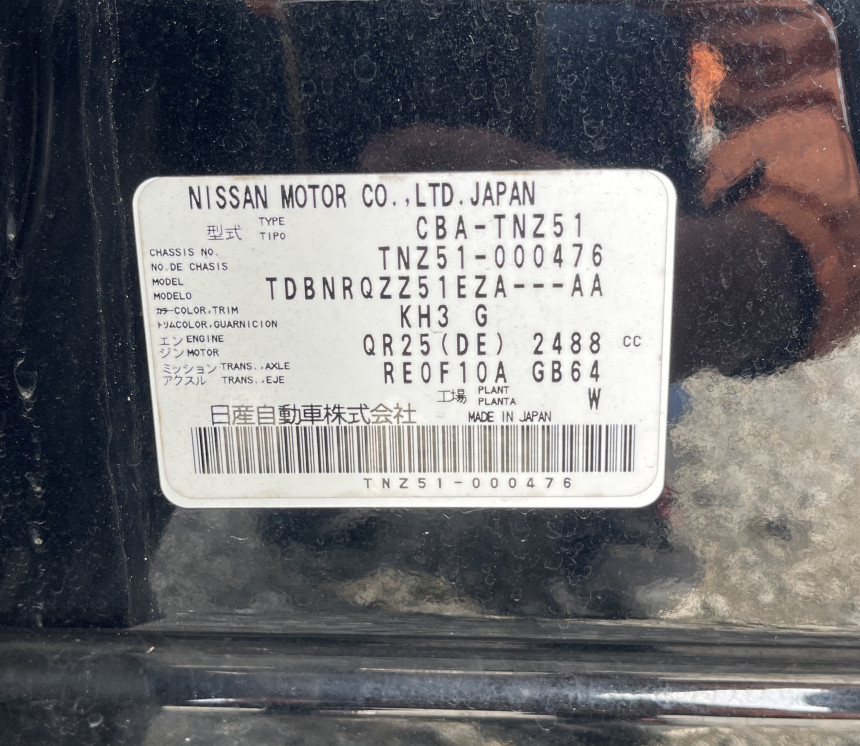 NISSAN MOTOR CO.,LTD.JAPAN
型式 TYPE TIPO CBA-TNZ51
CHASSIS NO. NO.DE CHASIS TNZ51-000476
MODEL MODELO TDBNRQZZ51EZA---AA
カラー COLOR,TRIM トリムCOLOR,GUARNICION KH3 G
エンジン ENGINE MOTOR QR25(DE) 2488 CC
ミッション アクスル TRANS.,AXLE TRANS.,EJE RE0F10A GB64
工場 PLANT PLANTA W
日産自動車株式会社 MADE IN JAPAN
TNZ51-000476